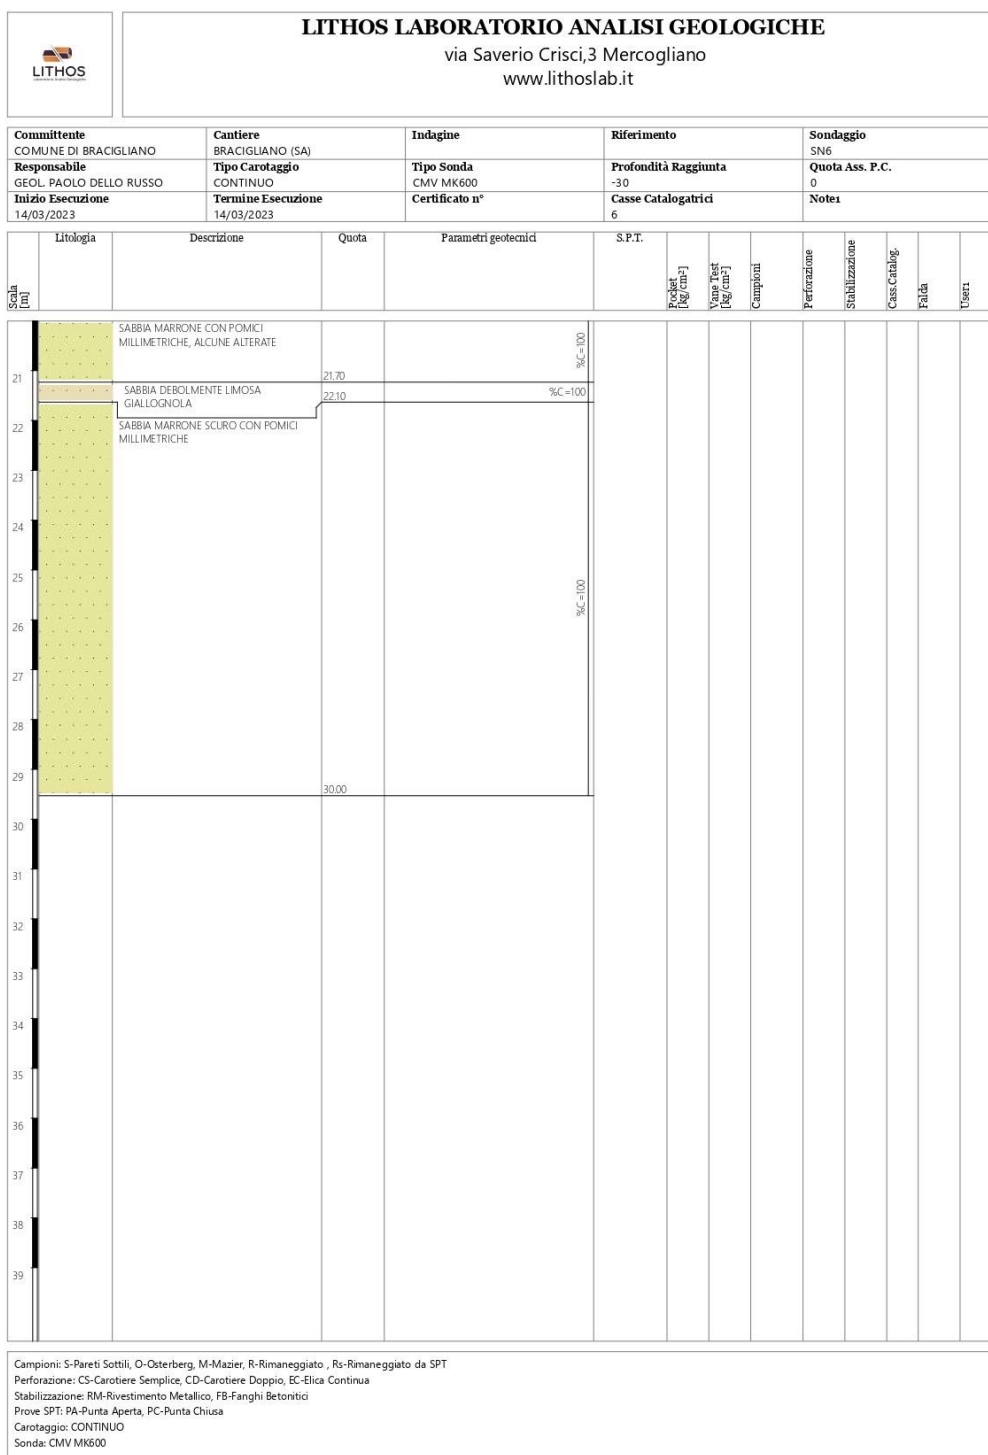 LITHOS
LITHOS LABORATORIO ANALISI GEOLOGICHE
via Saverio Crisci,3 Mercogliano
www.lithoslab.it
Committente Cantiere Indagine Riferimento Sondaggio
COMUNE DI BRACIGLIANO BRACIGLIANO (SA) SN6
Responsabile Tipo Carotaggio Tipo Sonda Profondità Raggiunta Quota Ass. P.C.
GEOL. PAOLO DELLO RUSSO CONTINUO CMV MK600 -30 0
Inizio Esecuzione Termine Esecuzione Certificato n° Casse Catalogatrici Note1
14/03/2023 14/03/2023 6
Scala
[m]
Litologia Descrizione Quota Parametri geotecnici S.P.T.
Pocket
[kg/cm²]
Vane Test
[kg/cm²]
Campioni
Perforazione
Stabilizzazione
Cass.Catalog.
Falda
User1
SABBIA MARRONE CON POMICI
MILLIMETRICHE, ALCUNE ALTERATE
%C=100
21 21.70
SABBIA DEBOLMENTE LIMOSA 22.10 %C=100
GIALLOGNOLA
22 SABBIA MARRONE SCURO CON POMICI
MILLIMETRICHE
23
24
25
%C=100
26
27
28
29
30.00
30
31
32
33
34
35
36
37
38
39
Campioni: S-Pareti Sottili, O-Osterberg, M-Mazier, R-Rimaneggiato , Rs-Rimaneggiato da SPT
Perforazione: CS-Carotiere Semplice, CD-Carotiere Doppio, EC-Elica Continua
Stabilizzazione: RM-Rivestimento Metallico, FB-Fanghi Betonitici
Prove SPT: PA-Punta Aperta, PC-Punta Chiusa
Carotaggio: CONTINUO
Sonda: CMV MK600